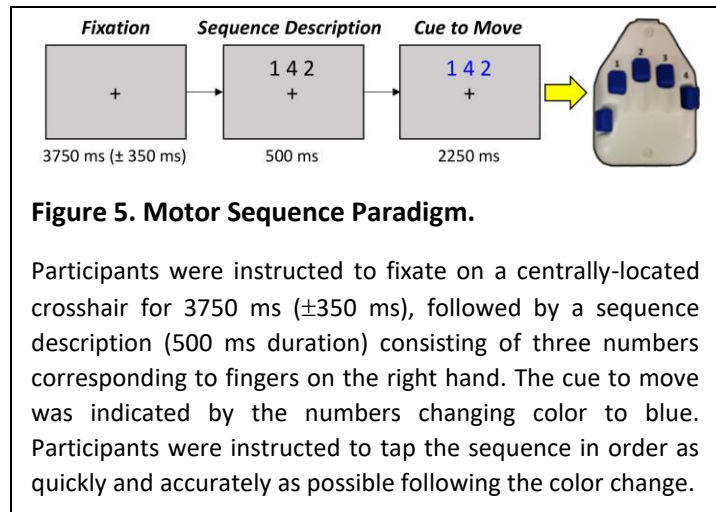 Fixation
Sequence Description
Cue to Move
+
1 4 2
+
1 4 2
+
1
2
3
4
3750 ms (± 350 ms)
500 ms
2250 ms
Figure 5. Motor Sequence Paradigm.
Participants were instructed to fixate on a centrally-located
crosshair for 3750 ms (±350 ms), followed by a sequence
description (500 ms duration) consisting of three numbers
corresponding to fingers on the right hand. The cue to move
was indicated by the numbers changing color to blue.
Participants were instructed to tap the sequence in order as
quickly and accurately as possible following the color change.